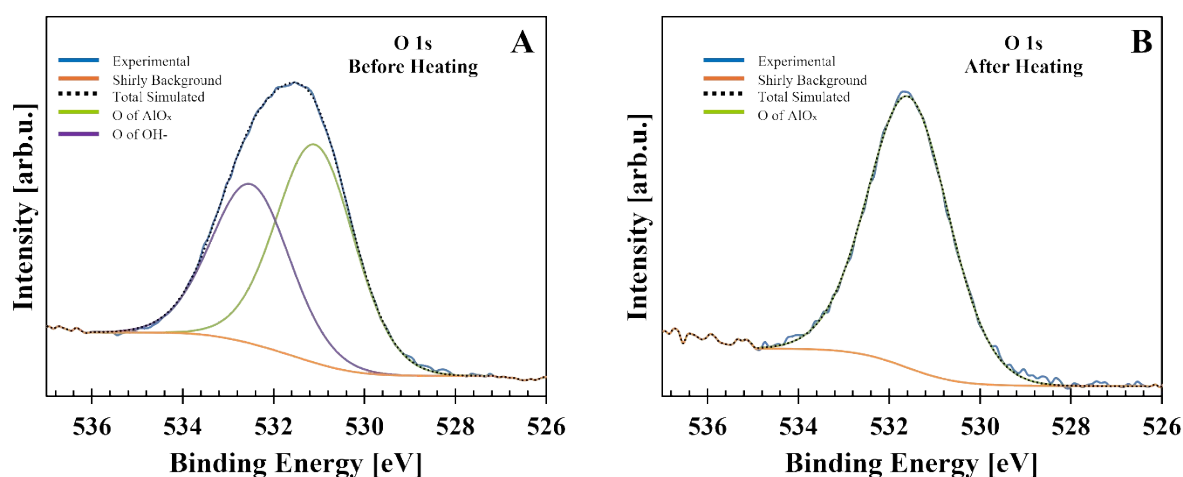 A
O 1s
Before Heating
Experimental
Shirly Background
Total Simulated
O of AlOₓ
O of OH-
Intensity [arb.u.]
536 534 532 530 528 526
Binding Energy [eV]
B
O 1s
After Heating
Experimental
Shirly Background
Total Simulated
O of AlOₓ
Intensity [arb.u.]
536 534 532 530 528 526
Binding Energy [eV]